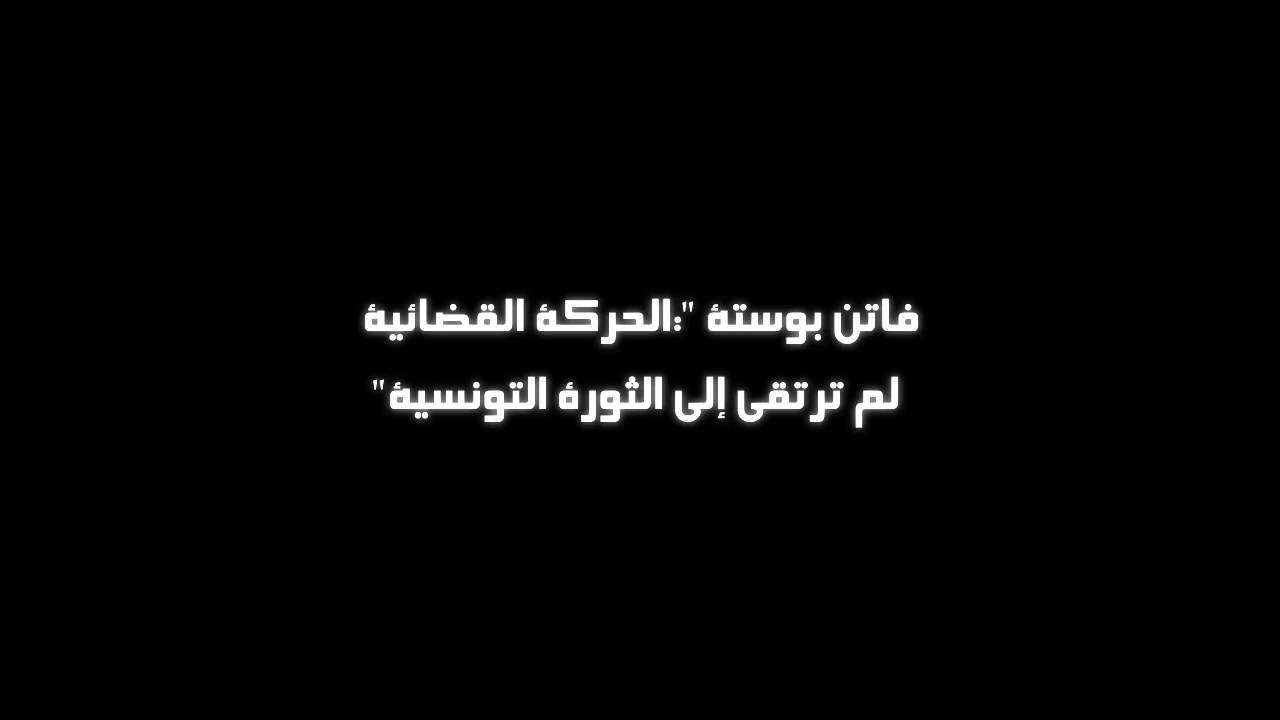 فاتن بوستة ":الحركة القضائية
لم ترتقى إلى الثورة التونسية"